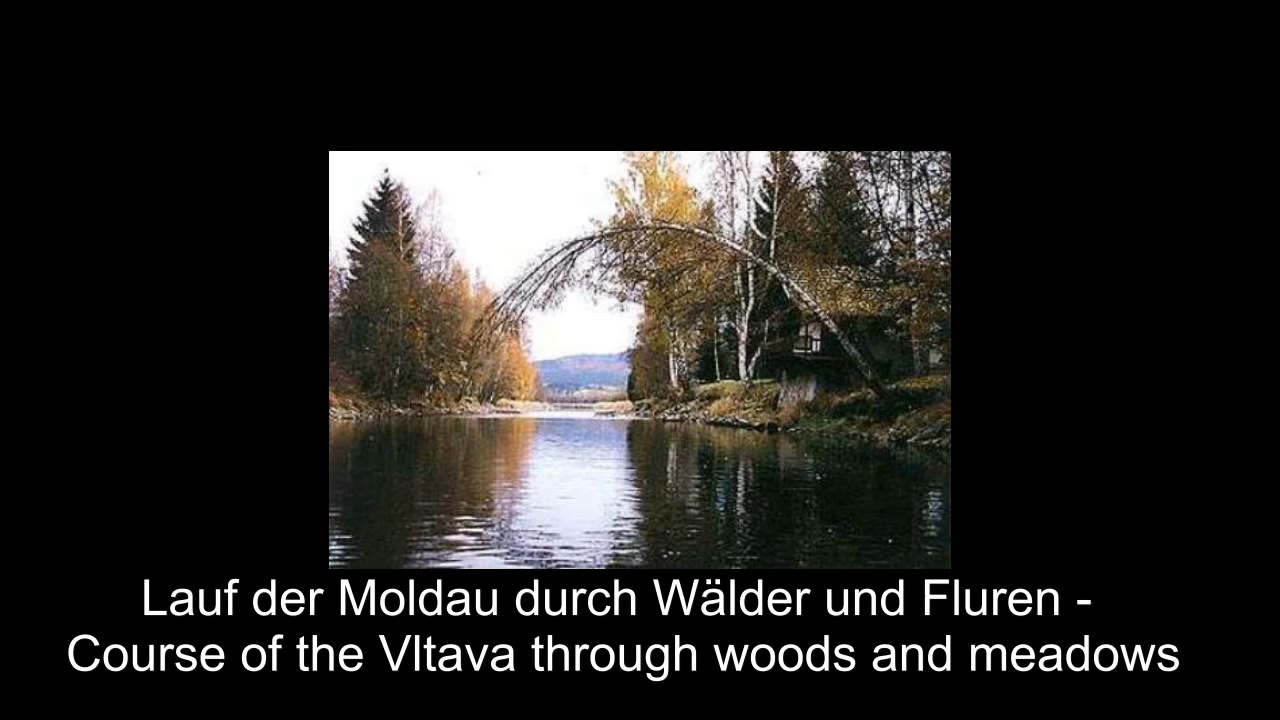 Lauf der Moldau durch Wälder und Fluren -
Course of the Vltava through woods and meadows